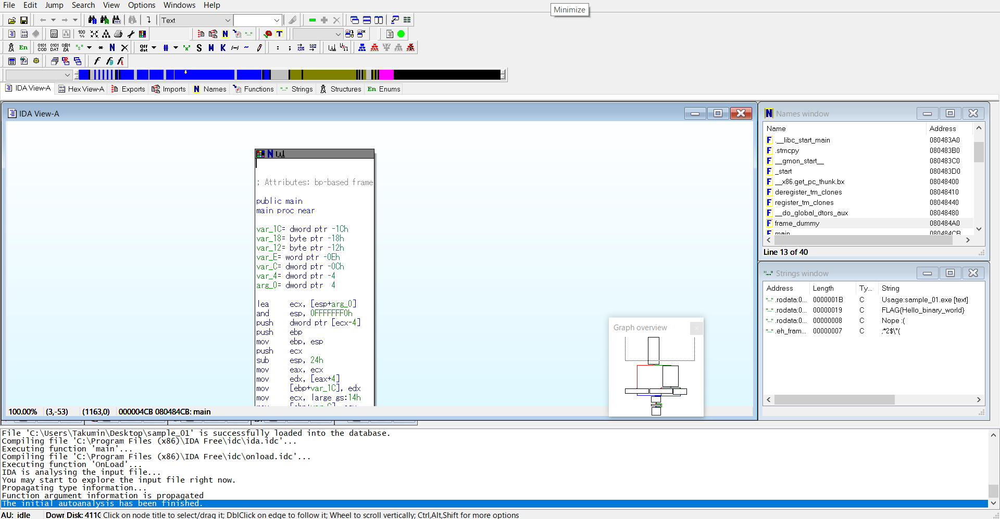 File Edit Jump Search View Options Windows Help
Minimize
Text
En
IDA View-A Hex View-A Exports Imports Names Functions Strings Structures En Enums
IDA View-A
; Attributes: bp-based frame
public main
main proc near
var_1C= dword ptr -1Ch
var_18= byte ptr -18h
var_12= byte ptr -12h
var_E= word ptr -0Eh
var_C= dword ptr -0Ch
var_4= dword ptr -4
arg_0= dword ptr  4
lea ecx, [esp+arg_0]
and esp, 0FFFFFFF0h
push dword ptr [ecx-4]
push ebp
mov ebp, esp
push ecx
sub esp, 24h
mov eax, ecx
mov edx, [eax+4]
mov [ebp+var_1C], edx
mov ecx, large gs:14h
Graph overview
100.00% (3,-53) (1163,0) 000004CB 080484CB: main
Names window
Name Address
F .__libc_start_main 080483A0
F .strncpy 080483B0
F __gmon_start__ 080483C0
F _start 080483D0
F __x86.get_pc_thunk.bx 08048400
F deregister_tm_clones 08048410
F register_tm_clones 08048440
F __do_global_dtors_aux 08048480
F frame_dummy 080484A0
F main 080484CB
Line 13 of 40
Strings window
Address Length Ty... String
.rodata:0... 0000001B C Usage:sample_01.exe [text]
.rodata:0... 00000019 C FLAG{Hello_binary_world}
.rodata:0... 00000008 C Nope :(
.eh_fram... 00000007 C ;*2$\"(
File 'C:\Users\Takumin\Desktop\sample_01' is successfully loaded into the database.
Compiling file 'C:\Program Files (x86)\IDA Free\idc\ida.idc'...
Executing function 'main'...
Compiling file 'C:\Program Files (x86)\IDA Free\idc\onload.idc'...
Executing function 'OnLoad'...
IDA is analysing the input file...
You may start to explore the input file right now.
Propagating type information...
Function argument information is propagated
The initial autoanalysis has been finished.
AU: idle Down Disk: 411G Click on node title to select/drag it; DblClick on edge to follow it; Wheel to scroll vertically; Ctrl,Alt,Shift for more options